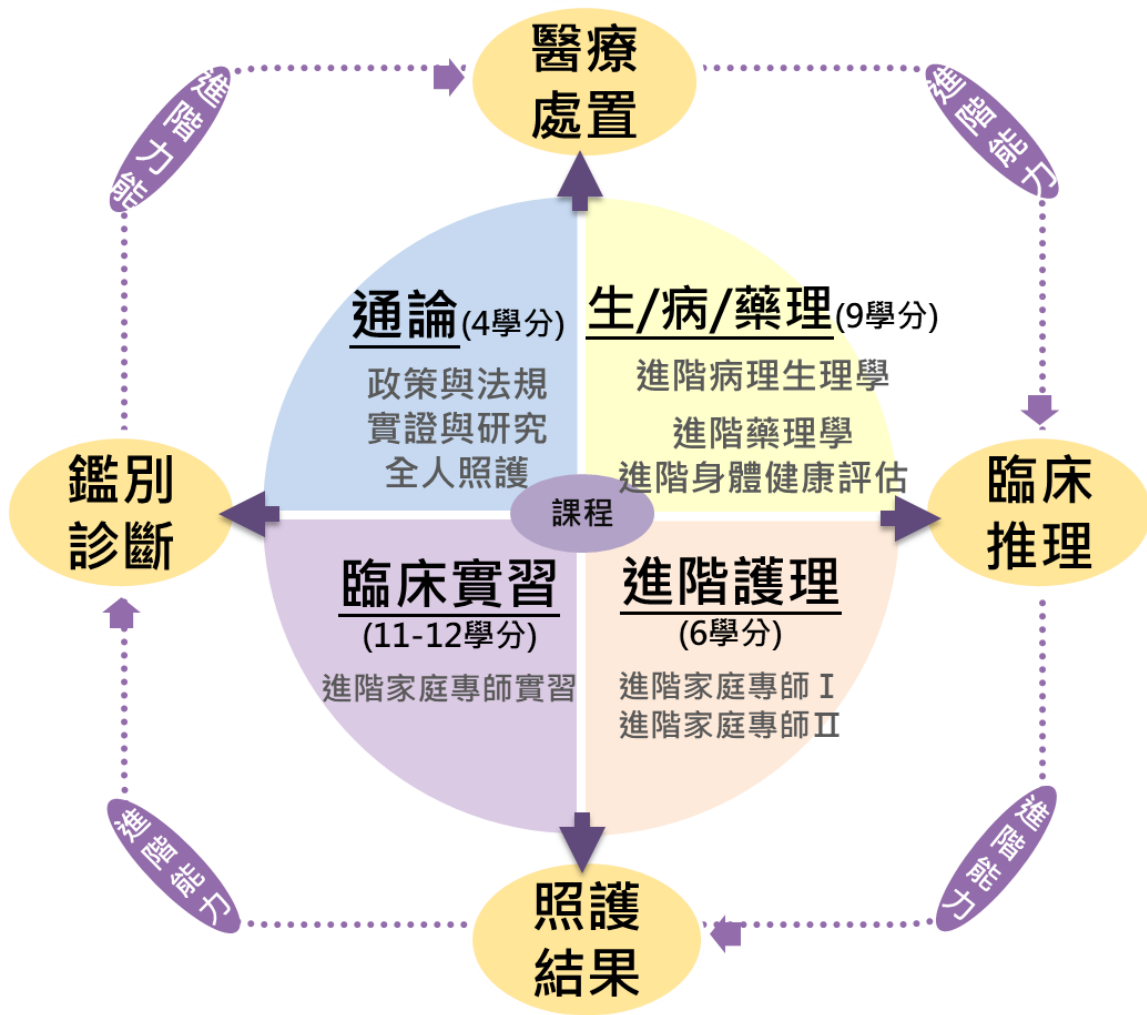 醫療
處置
進階力能
進階能力
通論(4學分)
政策與法規
實證與研究
全人照護
生/病/藥理(9學分)
進階病理生理學
進階藥理學
進階身體健康評估
鑑別
診斷
課程
臨床
推理
臨床實習
(11-12學分)
進階家庭專師實習
進階護理
(6學分)
進階家庭專師Ⅰ
進階家庭專師Ⅱ
進階能力
進階能力
照護
結果